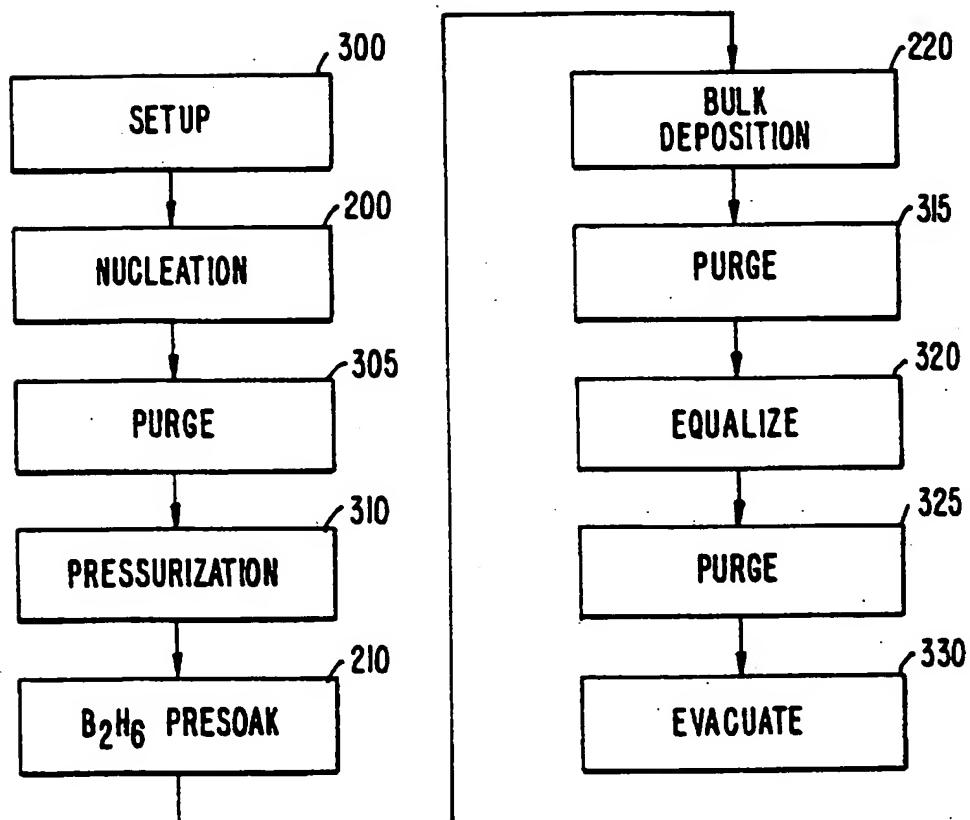 300
SETUP
200
NUCLEATION
305
PURGE
310
PRESSURIZATION
210
B₂H₆ PRESOAK
220
BULK
DEPOSITION
315
PURGE
320
EQUALIZE
325
PURGE
330
EVACUATE